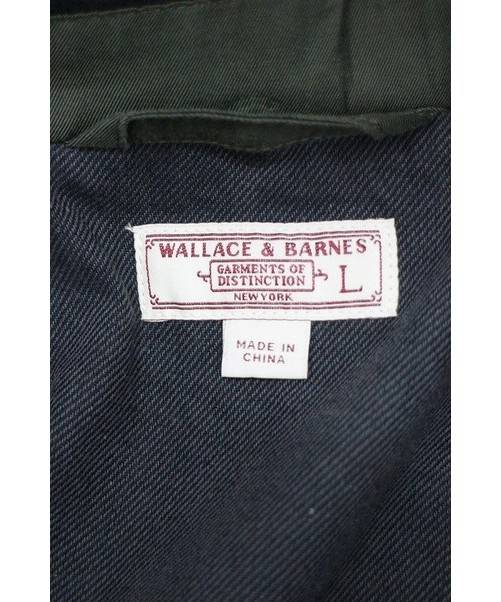 WALLACE & BARNES
GARMENTS OF
DISTINCTION
NEW YORK
L
MADE IN
CHINA